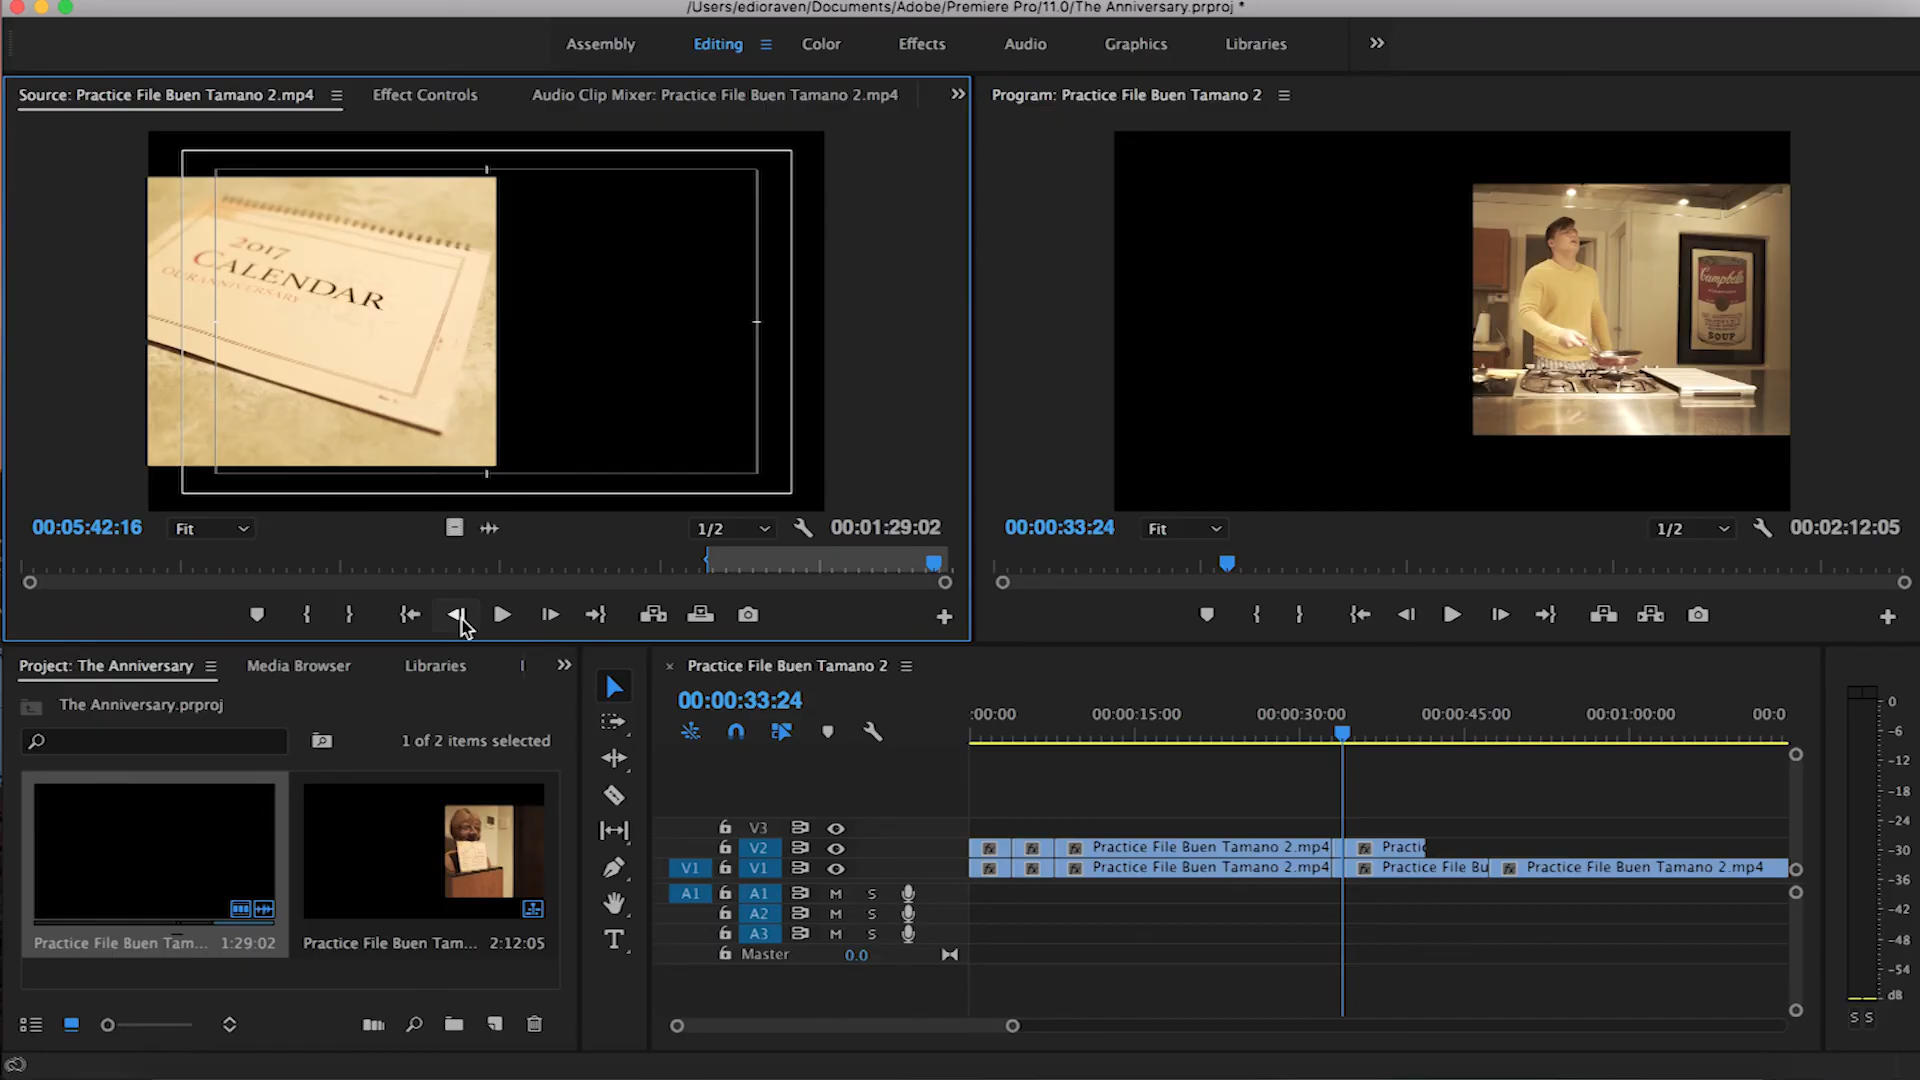 /Users/edioraven/Documents/Adobe/Premiere Pro/11.0/The Anniversary.prproj *
Assembly
Editing
Color
Effects
Audio
Graphics
Libraries
Source: Practice File Buen Tamano 2.mp4
Effect Controls
Audio Clip Mixer: Practice File Buen Tamano 2.mp4
Program: Practice File Buen Tamano 2
2017
CALENDAR
OUR ANNIVERSARY
Campbell's
SOUP
00:05:42:16
Fit
1/2
00:01:29:02
00:00:33:24
Fit
1/2
00:02:12:05
Project: The Anniversary
Media Browser
Libraries
The Anniversary.prproj
1 of 2 items selected
Practice File Buen Tam...
1:29:02
Practice File Buen Tam...
2:12:05
Practice File Buen Tamano 2
00:00:33:24
:00:00
00:00:15:00
00:00:30:00
00:00:45:00
00:01:00:00
00:0
V3
V2
V1
V1
A1
A1
M
S
A2
M
S
A3
M
S
Master
0.0
Practice File Buen Tamano 2.mp4
Practic
Practice File Buen Tamano 2.mp4
Practice File Bu
Practice File Buen Tamano 2.mp4
0
-6
-12
-18
-24
-30
-36
-42
-48
-54
dB
S S